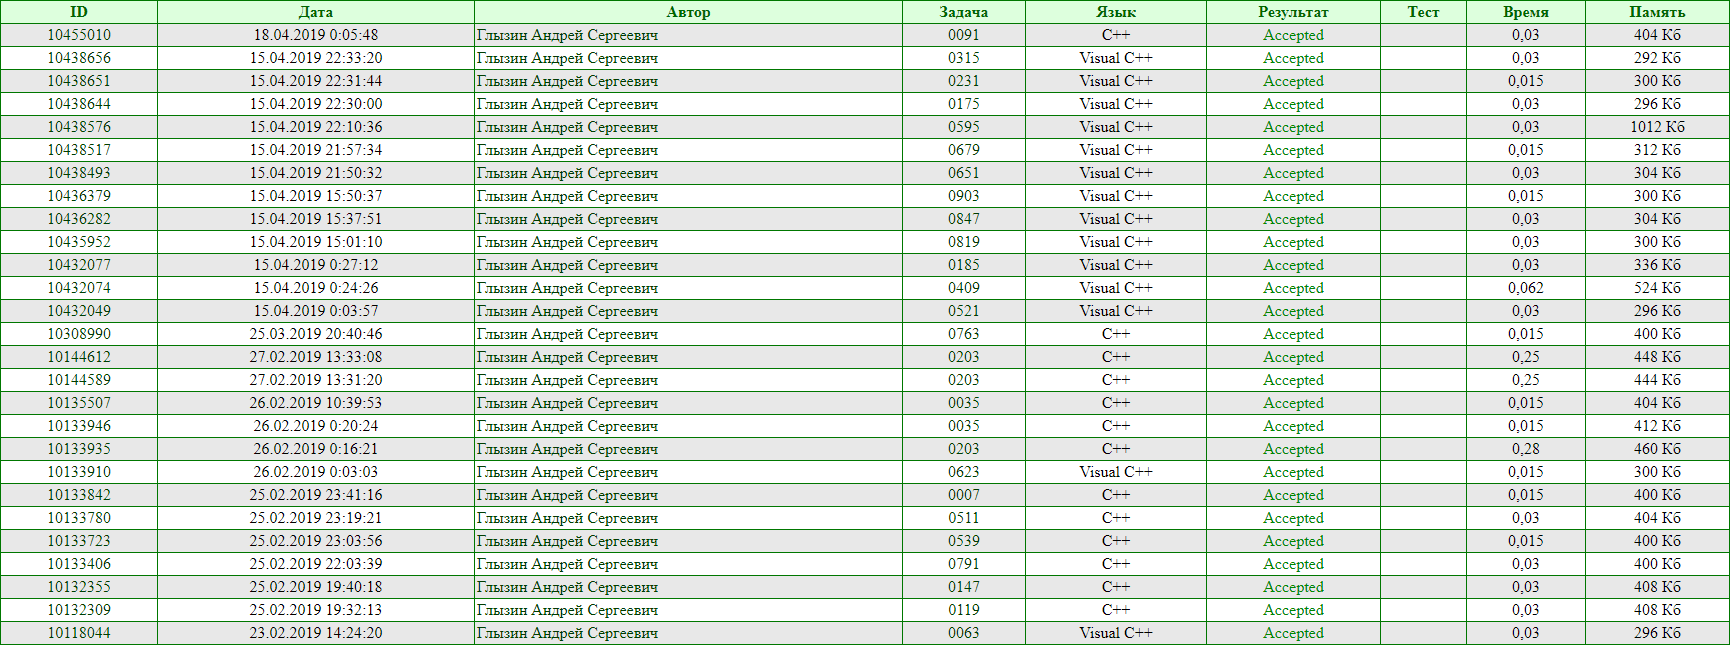 ID Дата Автор Задача Язык Результат Тест Время Память
10455010 18.04.2019 0:05:48 Глызин Андрей Сергеевич 0091 C++ Accepted 0,03 404 Кб
10438656 15.04.2019 22:33:20 Глызин Андрей Сергеевич 0315 Visual C++ Accepted 0,03 292 Кб
10438651 15.04.2019 22:31:44 Глызин Андрей Сергеевич 0231 Visual C++ Accepted 0,015 300 Кб
10438644 15.04.2019 22:30:00 Глызин Андрей Сергеевич 0175 Visual C++ Accepted 0,03 296 Кб
10438576 15.04.2019 22:10:36 Глызин Андрей Сергеевич 0595 Visual C++ Accepted 0,03 1012 Кб
10438517 15.04.2019 21:57:34 Глызин Андрей Сергеевич 0679 Visual C++ Accepted 0,015 312 Кб
10438493 15.04.2019 21:50:32 Глызин Андрей Сергеевич 0651 Visual C++ Accepted 0,03 304 Кб
10436379 15.04.2019 15:50:37 Глызин Андрей Сергеевич 0903 Visual C++ Accepted 0,015 300 Кб
10436282 15.04.2019 15:37:51 Глызин Андрей Сергеевич 0847 Visual C++ Accepted 0,03 304 Кб
10435952 15.04.2019 15:01:10 Глызин Андрей Сергеевич 0819 Visual C++ Accepted 0,03 300 Кб
10432077 15.04.2019 0:27:12 Глызин Андрей Сергеевич 0185 Visual C++ Accepted 0,03 336 Кб
10432074 15.04.2019 0:24:26 Глызин Андрей Сергеевич 0409 Visual C++ Accepted 0,062 524 Кб
10432049 15.04.2019 0:03:57 Глызин Андрей Сергеевич 0521 Visual C++ Accepted 0,03 296 Кб
10308990 25.03.2019 20:40:46 Глызин Андрей Сергеевич 0763 C++ Accepted 0,015 400 Кб
10144612 27.02.2019 13:33:08 Глызин Андрей Сергеевич 0203 C++ Accepted 0,25 448 Кб
10144589 27.02.2019 13:31:20 Глызин Андрей Сергеевич 0203 C++ Accepted 0,25 444 Кб
10135507 26.02.2019 10:39:53 Глызин Андрей Сергеевич 0035 C++ Accepted 0,015 404 Кб
10133946 26.02.2019 0:20:24 Глызин Андрей Сергеевич 0035 C++ Accepted 0,015 412 Кб
10133935 26.02.2019 0:16:21 Глызин Андрей Сергеевич 0203 C++ Accepted 0,28 460 Кб
10133910 26.02.2019 0:03:03 Глызин Андрей Сергеевич 0623 Visual C++ Accepted 0,015 300 Кб
10133842 25.02.2019 23:41:16 Глызин Андрей Сергеевич 0007 C++ Accepted 0,015 400 Кб
10133780 25.02.2019 23:19:21 Глызин Андрей Сергеевич 0511 C++ Accepted 0,03 404 Кб
10133723 25.02.2019 23:03:56 Глызин Андрей Сергеевич 0539 C++ Accepted 0,015 400 Кб
10133406 25.02.2019 22:03:39 Глызин Андрей Сергеевич 0791 C++ Accepted 0,03 400 Кб
10132355 25.02.2019 19:40:18 Глызин Андрей Сергеевич 0147 C++ Accepted 0,03 408 Кб
10132309 25.02.2019 19:32:13 Глызин Андрей Сергеевич 0119 C++ Accepted 0,03 408 Кб
10118044 23.02.2019 14:24:20 Глызин Андрей Сергеевич 0063 Visual C++ Accepted 0,03 296 Кб